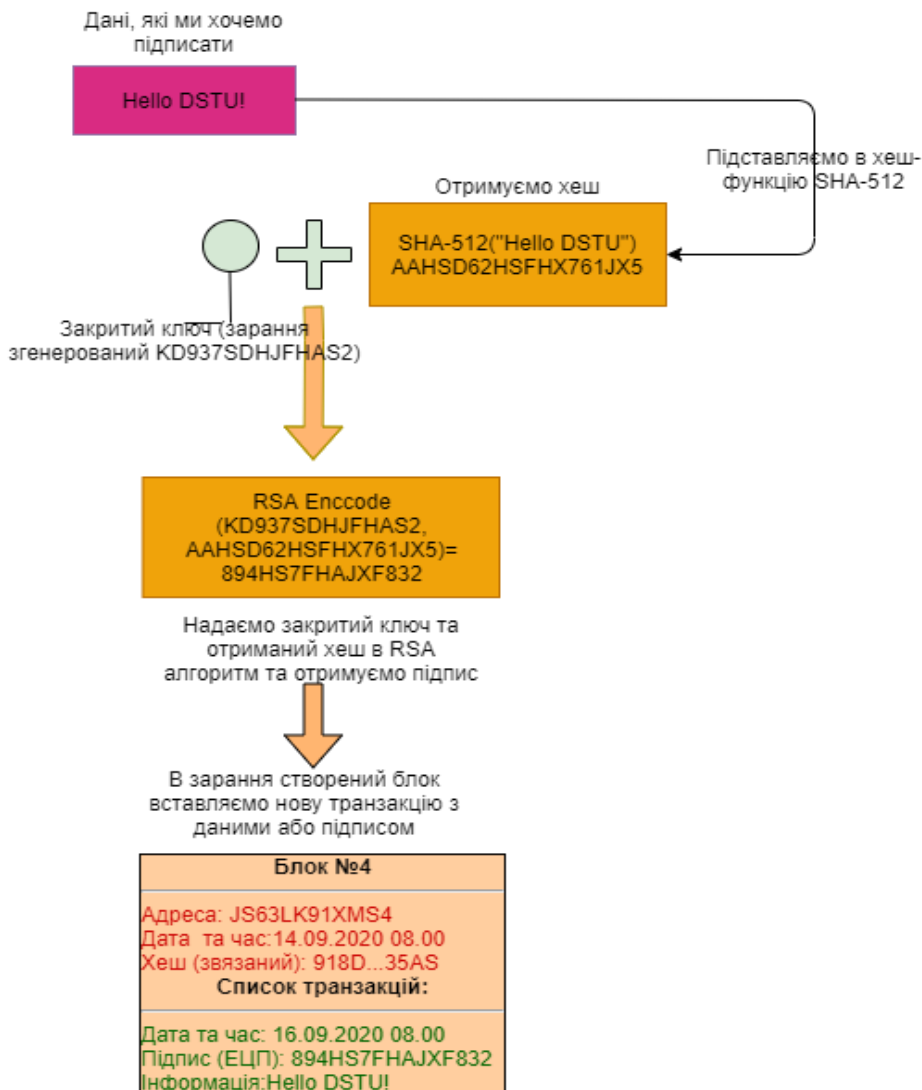 Дані, які ми хочемо
підписати
Hello DSTU!
Підставляємо в хеш-
функцію SHA-512
Отримуємо хеш
SHA-512("Hello DSTU")
AAHSD62HSFHX761JX5
Закритий ключ (зарання
згенерований KD937SDHJFHAS2)
RSA Enccode
(KD937SDHJFHAS2,
AAHSD62HSFHX761JX5)=
894HS7FHAJXF832
Надаємо закритий ключ та
отриманий хеш в RSA
алгоритм та отримуємо підпис
В зарання створений блок
вставляємо нову транзакцію з
даними або підписом
Блок №4
Адреса: JS63LK91XMS4
Дата та час:14.09.2020 08.00
Хеш (звязаний): 918D...35AS
Список транзакцій:
Дата та час: 16.09.2020 08.00
Підпис (ЕЦП): 894HS7FHAJXF832
Інформація:Hello DSTU!